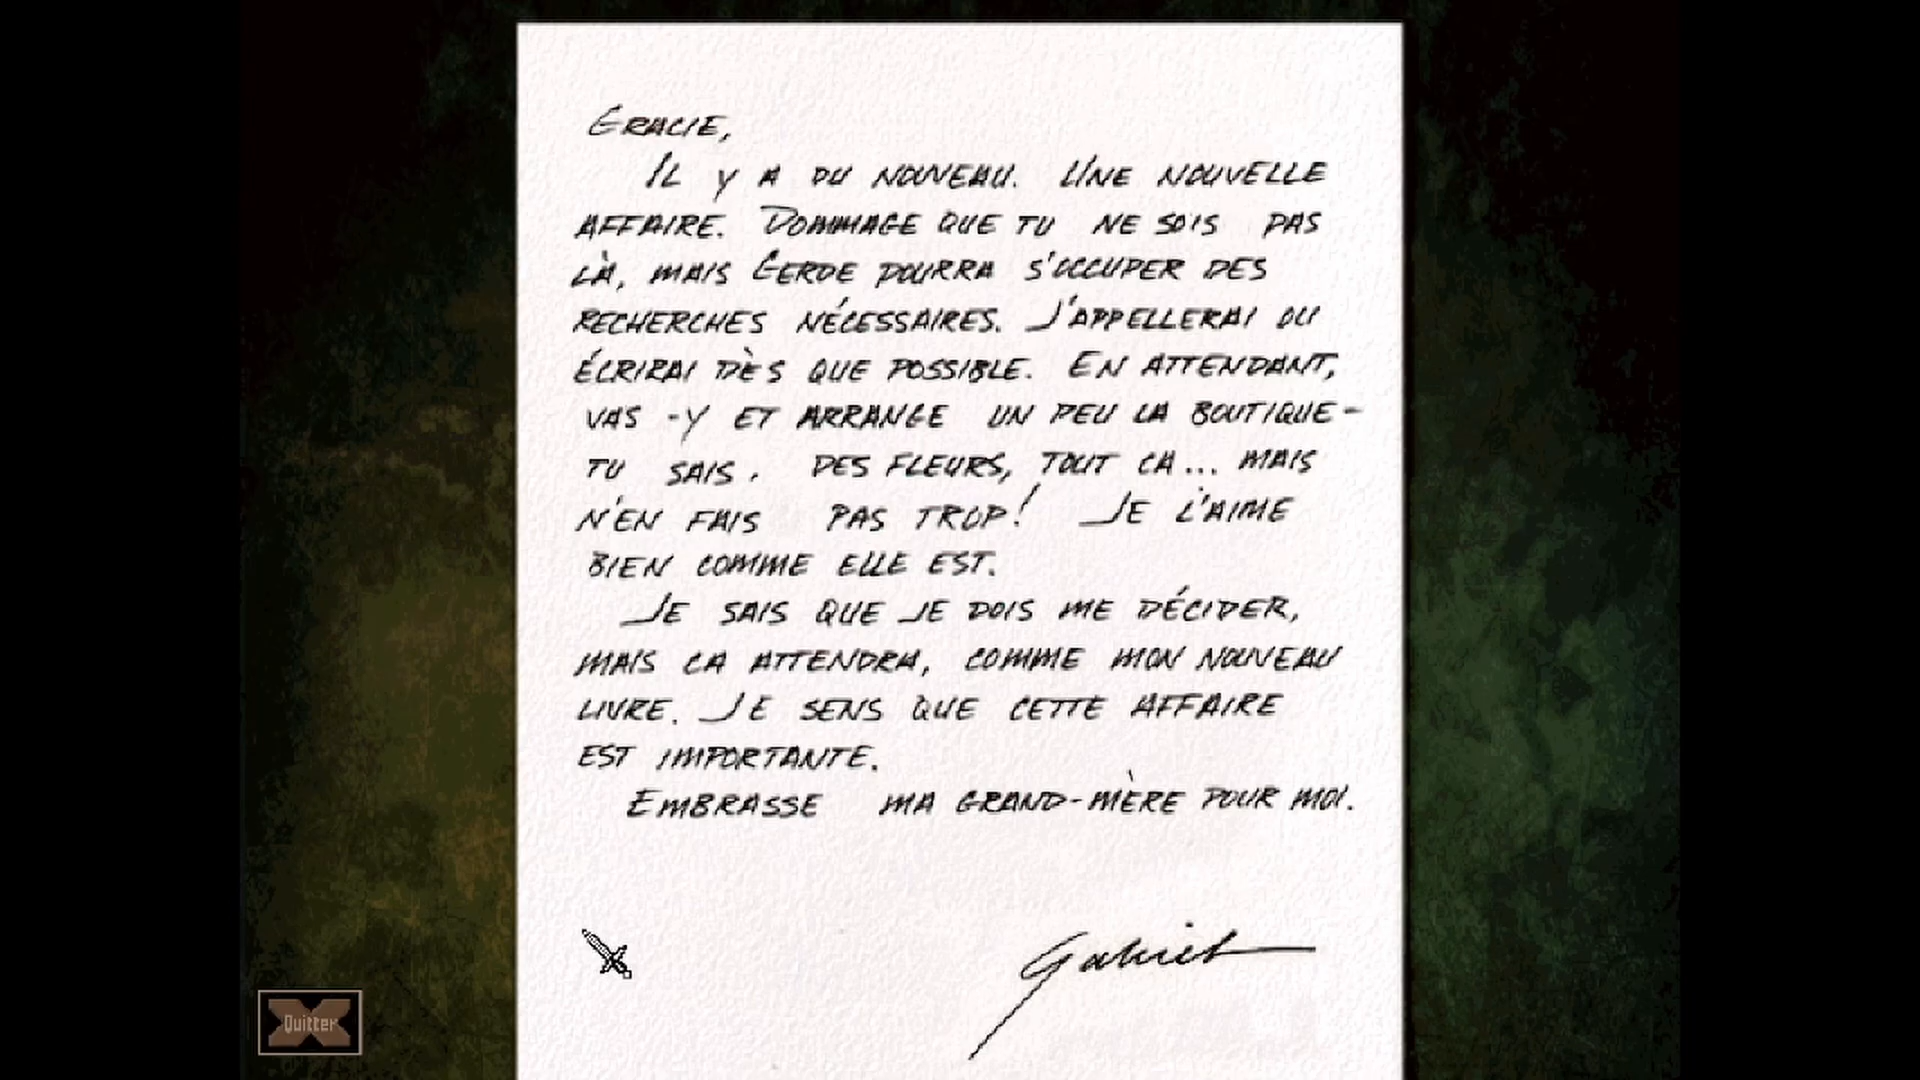 GRACIE,
IL Y A DU NOUVEAU. UNE NOUVELLE
AFFAIRE. DOMMAGE QUE TU NE SOIS PAS
LÀ, MAIS GERDE POURRA S'OCCUPER DES
RECHERCHES NÉCESSAIRES. J'APPELLERAI OU
ÉCRIRAI DÈS QUE POSSIBLE. EN ATTENDANT,
VAS-Y ET ARRANGE UN PEU LA BOUTIQUE-
TU SAIS. DES FLEURS, TOUT CA... MAIS
N'EN FAIS PAS TROP! JE L'AIME
BIEN COMME ELLE EST.
JE SAIS QUE JE DOIS ME DÉCIDER,
MAIS CA ATTENDRA, COMME MON NOUVEAU
LIVRE. JE SENS QUE CETTE AFFAIRE
EST IMPORTANTE.
EMBRASSE MA GRAND-MÈRE POUR MOI.
Gabriel
Quitter